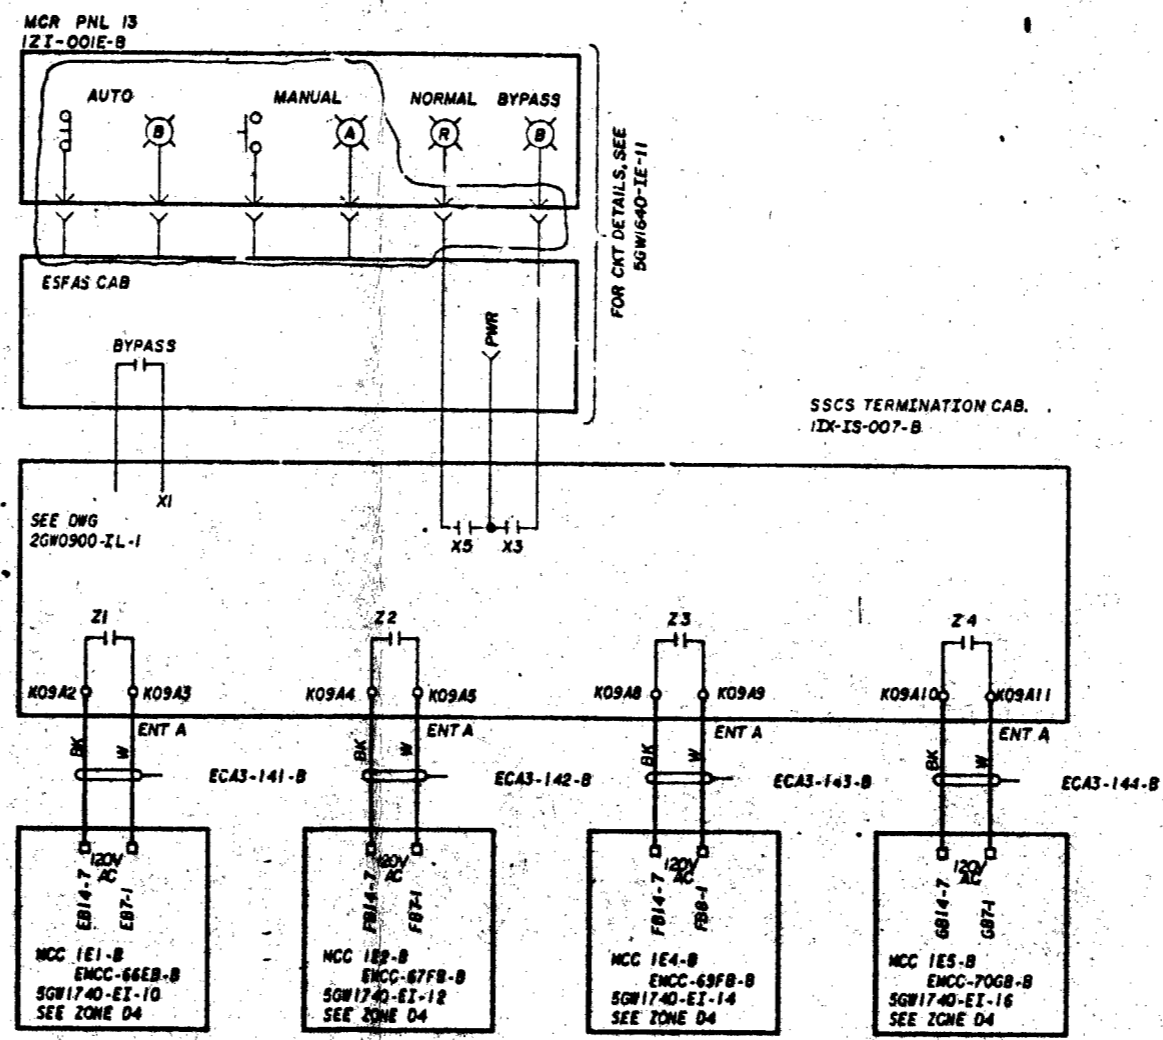 MCR PNL 13
1ZI-001E-B
AUTO
MANUAL
NORMAL
BYPASS
B
A
R
B
FOR CKT DETAILS, SEE
5GW1640-IE-11
ESFAS CAB
BYPASS
PWR
SSCS TERMINATION CAB.
1IX-IS-007-B
X1
SEE DWG
2GW0900-IL-1
X5
X3
Z1
Z2
Z3
Z4
K09A2
K09A3
K09A4
K09A5
K09A8
K09A9
K09A10
K09A11
ENT A
ENT A
ENT A
ENT A
BK
W
BK
W
BK
W
BK
W
ECA3-141-B
ECA3-142-B
ECA3-143-B
ECA3-144-B
120V
AC
EB14-7
EB7-1
MCC 1E1-B
EMCC-66EB-B
5GW1740-EI-10
SEE ZONE D4
120V
AC
FB14-7
FB7-1
MCC 1E2-B
EMCC-67FB-B
5GW1740-EI-12
SEE ZONE D4
120V
AC
FB14-7
FB8-1
MCC 1E4-B
EMCC-69FB-B
5GW1740-EI-14
SEE ZONE D4
120V
AC
GB14-7
GB7-1
MCC 1E5-B
EMCC-70GB-B
5GW1740-EI-16
SEE ZONE D4